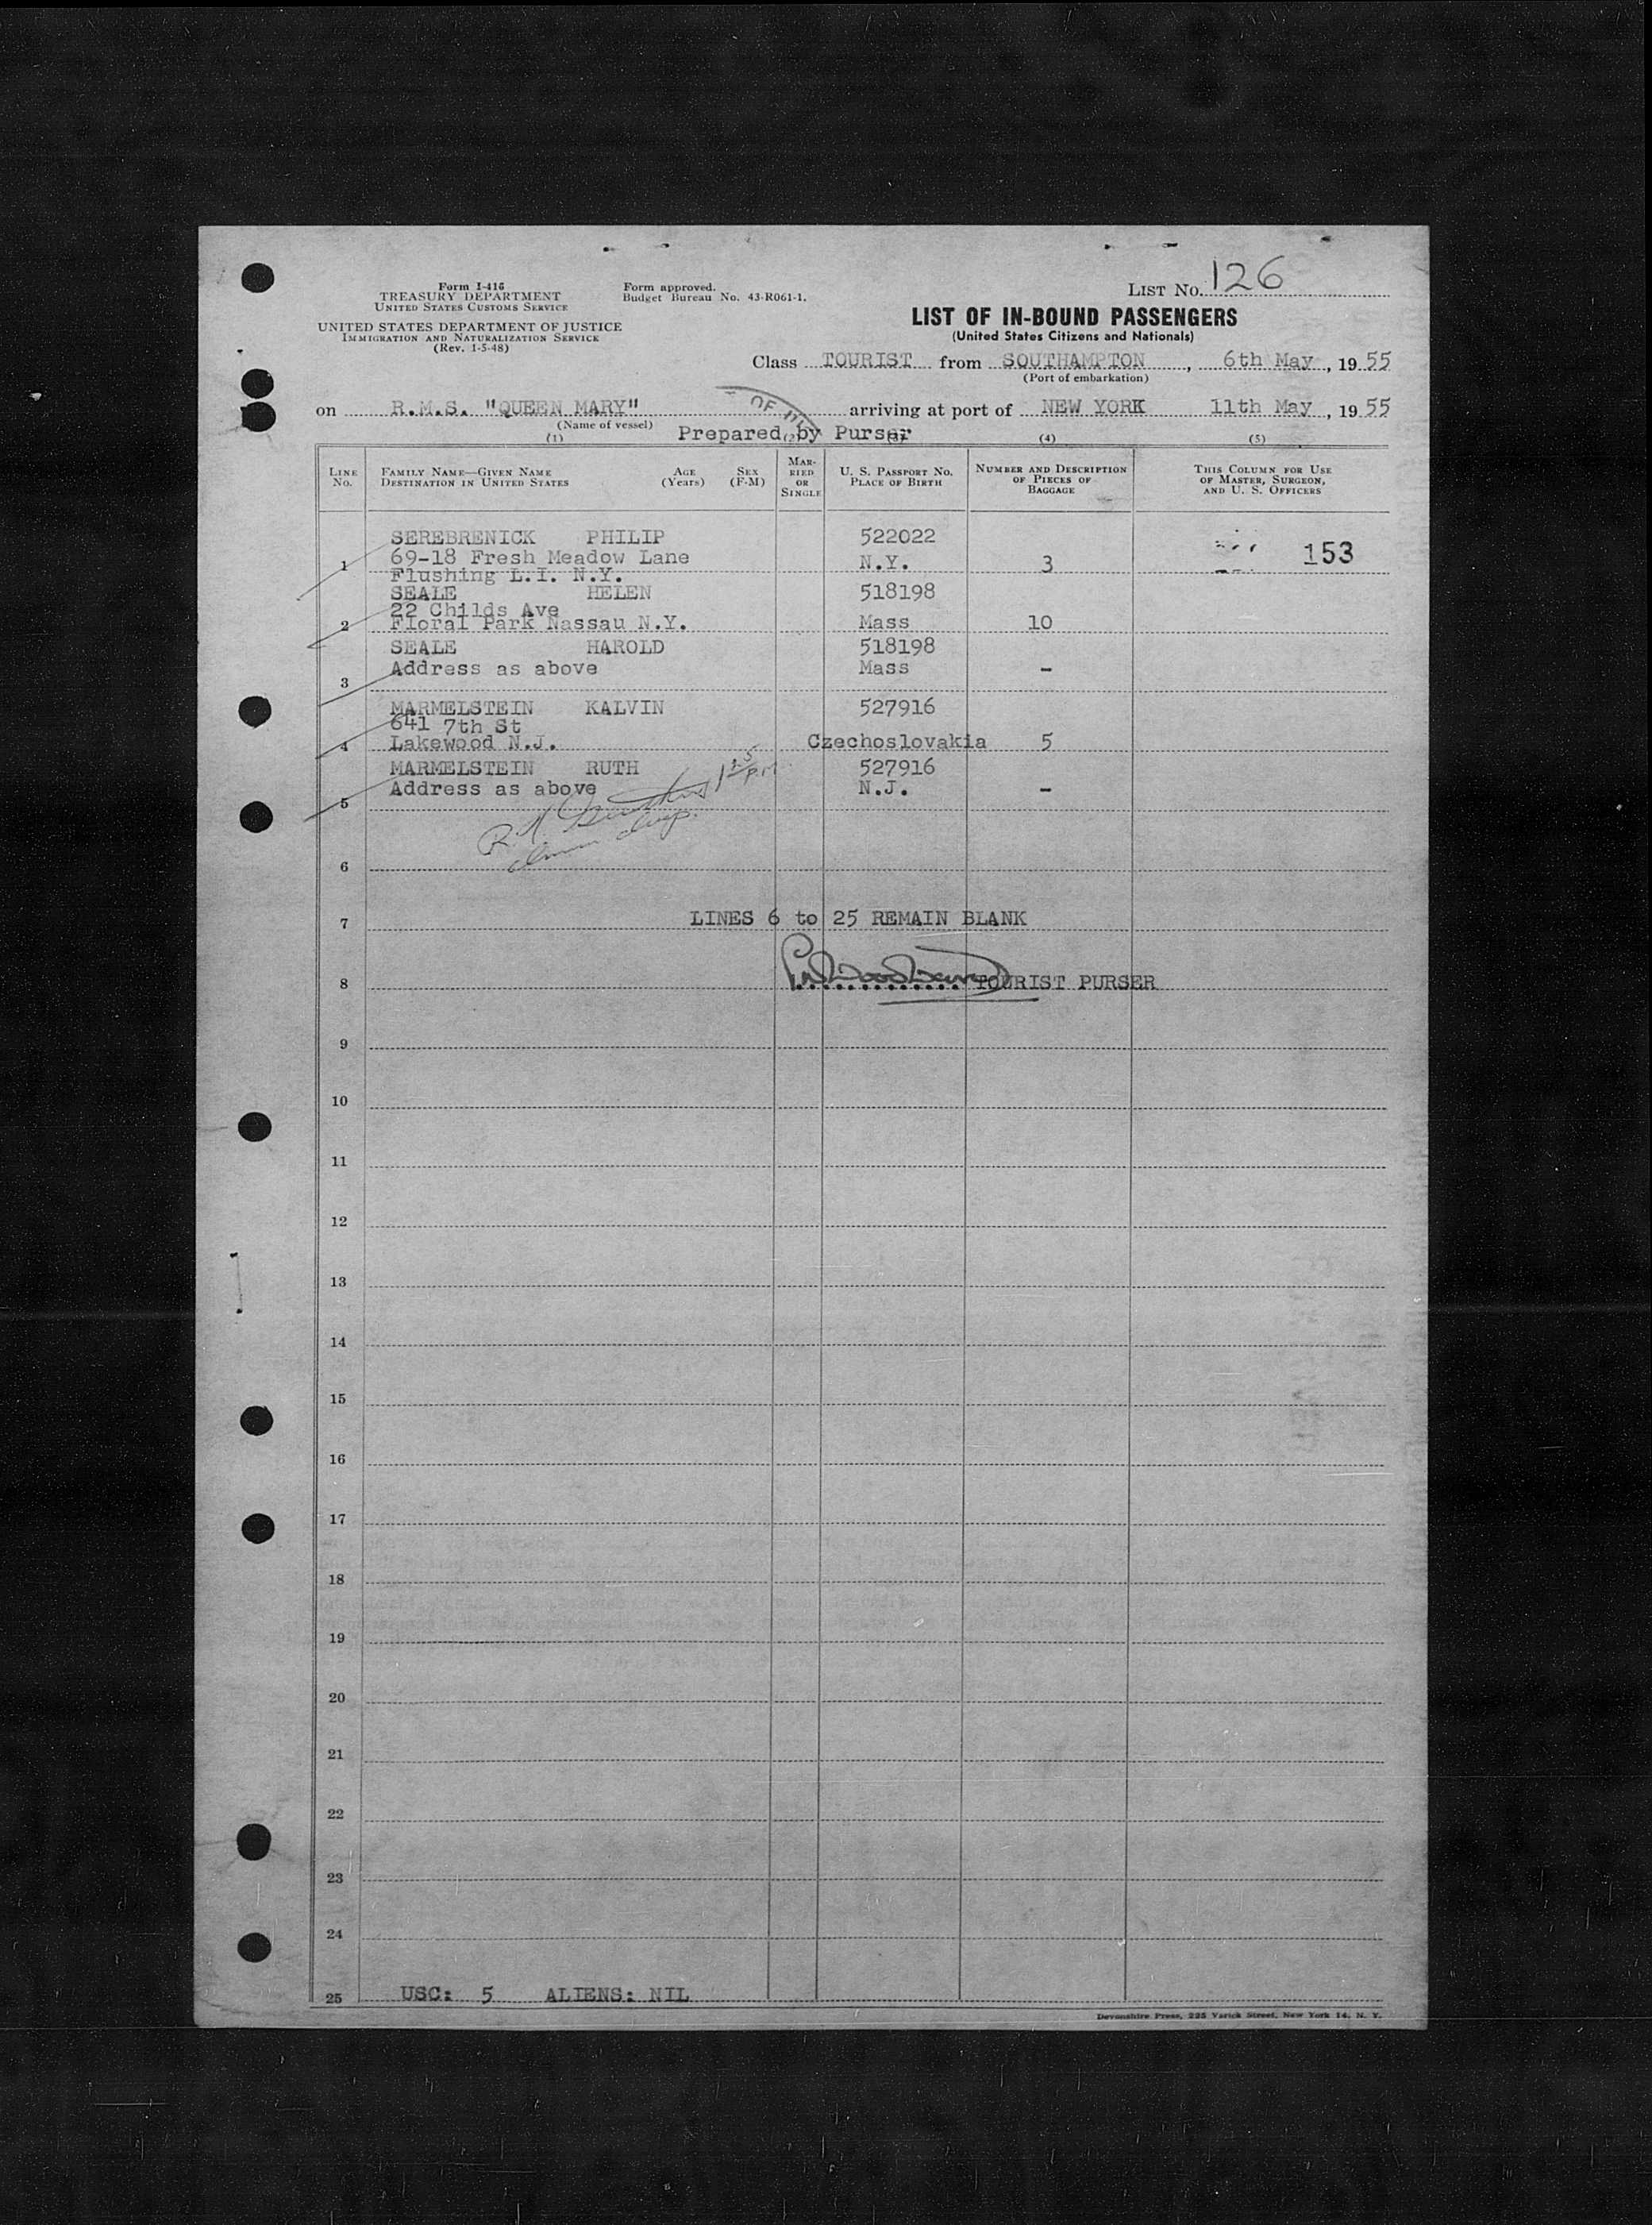 Form I-416
TREASURY DEPARTMENT
UNITED STATES CUSTOMS SERVICE
UNITED STATES DEPARTMENT OF JUSTICE
IMMIGRATION AND NATURALIZATION SERVICE
(Rev. 1-5-48)
Form approved.
Budget Bureau No. 43-R061-1.
LIST NO. 126
LIST OF IN-BOUND PASSENGERS
(United States Citizens and Nationals)
Class TOURIST from SOUTHAMPTON, 6th May, 1955
(Port of embarkation)
on R.M.S. "QUEEN MARY" arriving at port of NEW YORK 11th May, 1955
(Name of vessel)
OF
Prepared by Purser
(1) (2) (3) (4) (5)
LINE NO.
FAMILY NAME—GIVEN NAME
DESTINATION IN UNITED STATES
AGE (Years)
SEX (F-M)
MARRIED OR SINGLE
U. S. PASSPORT NO.
PLACE OF BIRTH
NUMBER AND DESCRIPTION OF PIECES OF BAGGAGE
THIS COLUMN FOR USE OF MASTER, SURGEON, AND U. S. OFFICERS
SEREBRENICK PHILIP 522022
1 69-18 Fresh Meadow Lane N.Y. 3 153
Flushing L.I. N.Y.
SEALE HELEN 518198
22 Childs Ave
2 Floral Park Nassau N.Y. Mass 10
SEALE HAROLD 518198
Address as above Mass -
3
MARMELSTEIN KALVIN 527916
641 7th St
4 Lakewood N.J. Czechoslovakia 5
MARMELSTEIN RUTH 527916
Address as above N.J. -
5
1 25 P.M.
6
7 LINES 6 to 25 REMAIN BLANK
8 TOURIST PURSER
9
10
11
12
13
14
15
16
17
18
19
20
21
22
23
24
25 USC: 5 ALIENS: NIL
Devonshire Press, 225 Varick Street, New York 14, N. Y.